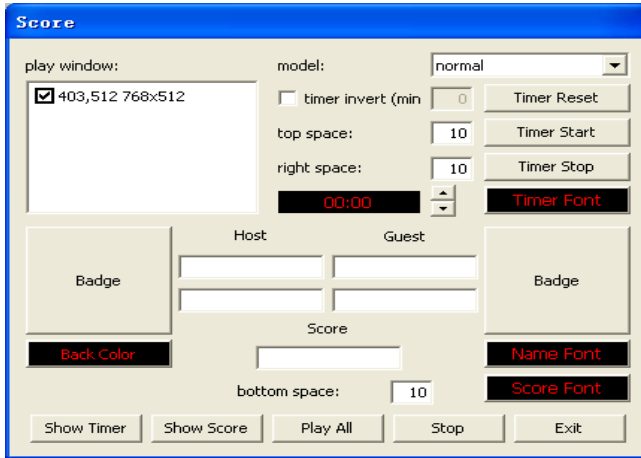 Score
play window:
model:
normal
403,512 768x512
timer invert (min
0
Timer Reset
top space:
10
Timer Start
right space:
10
Timer Stop
00:00
Timer Font
Host
Guest
Badge
Badge
Score
Back Color
Name Font
bottom space:
10
Score Font
Show Timer
Show Score
Play All
Stop
Exit